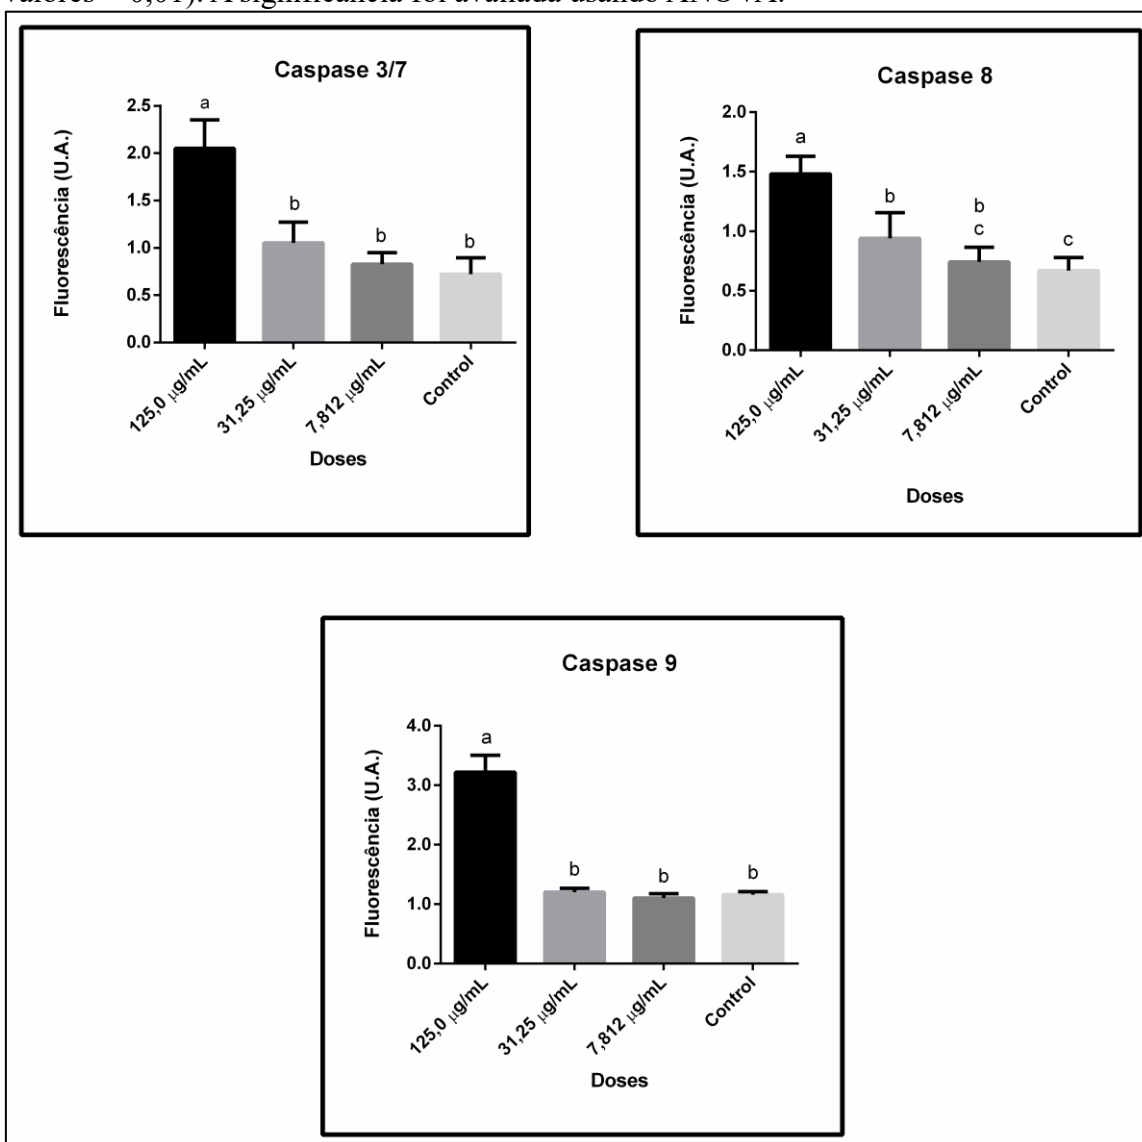 A significância foi avaliada usando ANOVA.
Caspase 3/7
Fluorescência (U.A.)
2.5
2.0
1.5
1.0
0.5
0.0
a
b
b
b
125,0 µg/mL
31,25 µg/mL
7,812 µg/mL
Control
Doses
Caspase 8
Fluorescência (U.A.)
2.0
1.5
1.0
0.5
0.0
a
b
b
c
c
125,0 µg/mL
31,25 µg/mL
7,812 µg/mL
Control
Doses
Caspase 9
Fluorescência (U.A.)
4.0
3.0
2.0
1.0
0.0
a
b
b
b
125,0 µg/mL
31,25 µg/mL
7,812 µg/mL
Control
Doses